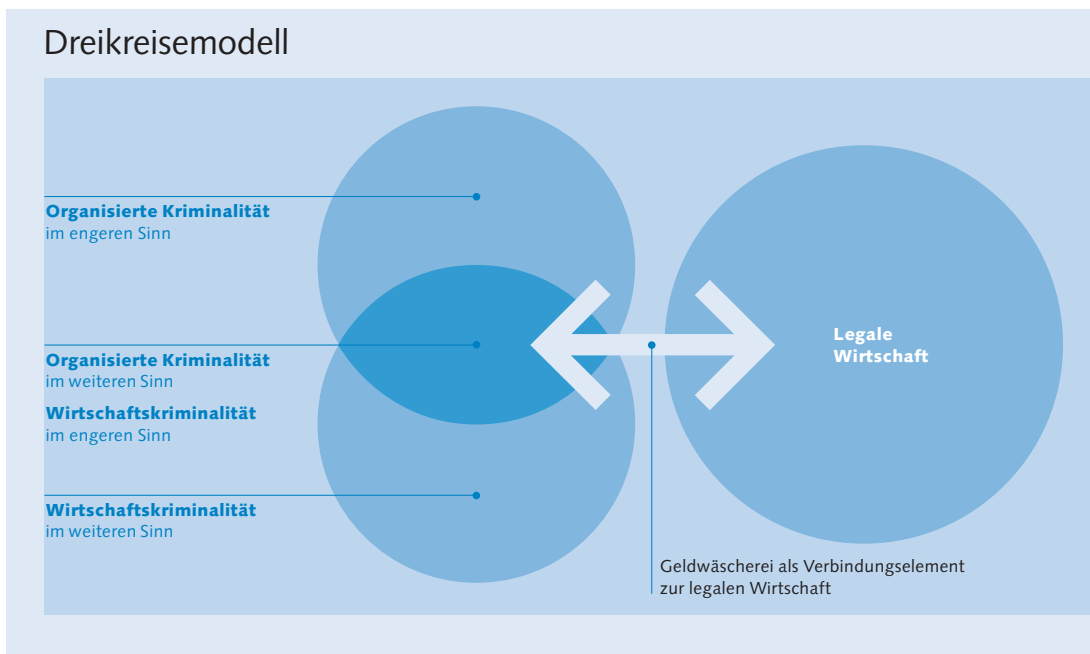 Dreikreisemodell
Organisierte Kriminalität
im engeren Sinn
Organisierte Kriminalität
im weiteren Sinn
Wirtschaftskriminalität
im engeren Sinn
Wirtschaftskriminalität
im weiteren Sinn
Legale
Wirtschaft
Geldwäscherei als Verbindungselement
zur legalen Wirtschaft